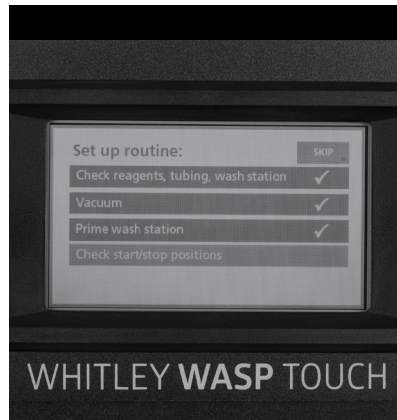 Set up routine:
SKIP
Check reagents, tubing, wash station
Vacuum
Prime wash station
Check start/stop positions
WHITLEY WASP TOUCH